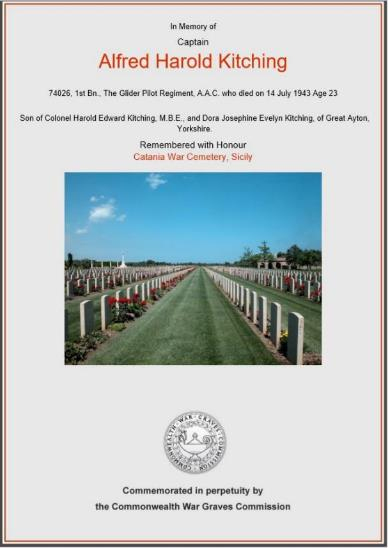 In Memory of
Captain
Alfred Harold Kitching
74026, 1st Bn., The Glider Pilot Regiment, A.A.C. who died on 14 July 1943 Age 23
Son of Colonel Harold Edward Kitching, M.B.E., and Dora Josephine Evelyn Kitching, of Great Ayton,
Yorkshire.
Remembered with Honour
Catania War Cemetery, Sicily
COMMONWEALTH WAR GRAVES COMMISSION
Commemorated in perpetuity by
the Commonwealth War Graves Commission